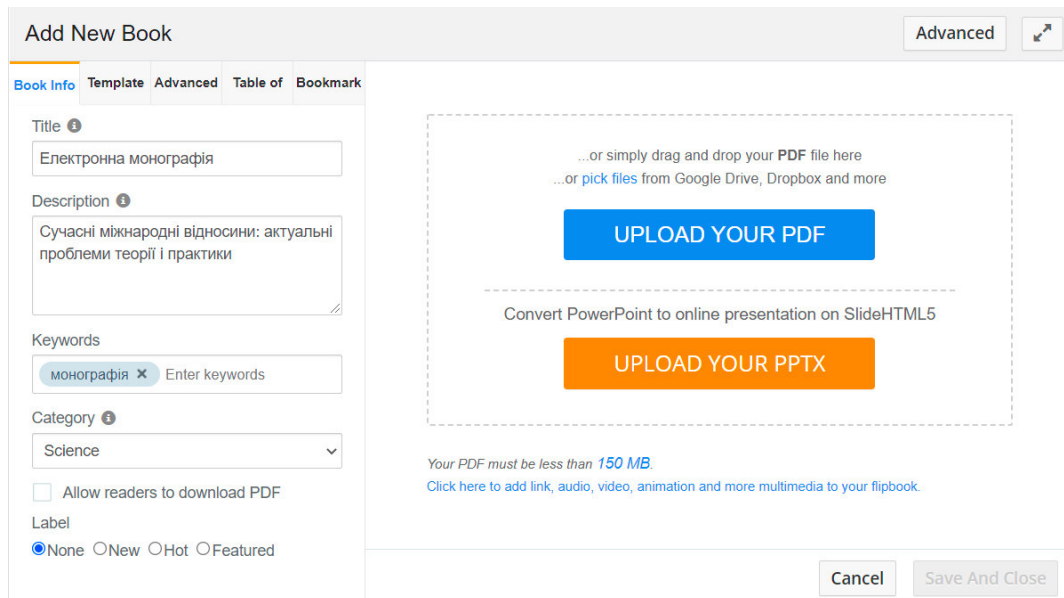 Add New Book
Advanced
Book Info Template Advanced Table of Bookmark
Title
Електронна монографія
Description
Сучасні міжнародні відносини: актуальні
проблеми теорії і практики
Keywords
монографія × Enter keywords
Category
Science
Allow readers to download PDF
Label
None New Hot Featured
...or simply drag and drop your PDF file here
...or pick files from Google Drive, Dropbox and more
UPLOAD YOUR PDF
Convert PowerPoint to online presentation on SlideHTML5
UPLOAD YOUR PPTX
Your PDF must be less than 150 MB.
Click here to add link, audio, video, animation and more multimedia to your flipbook.
Cancel
Save And Close